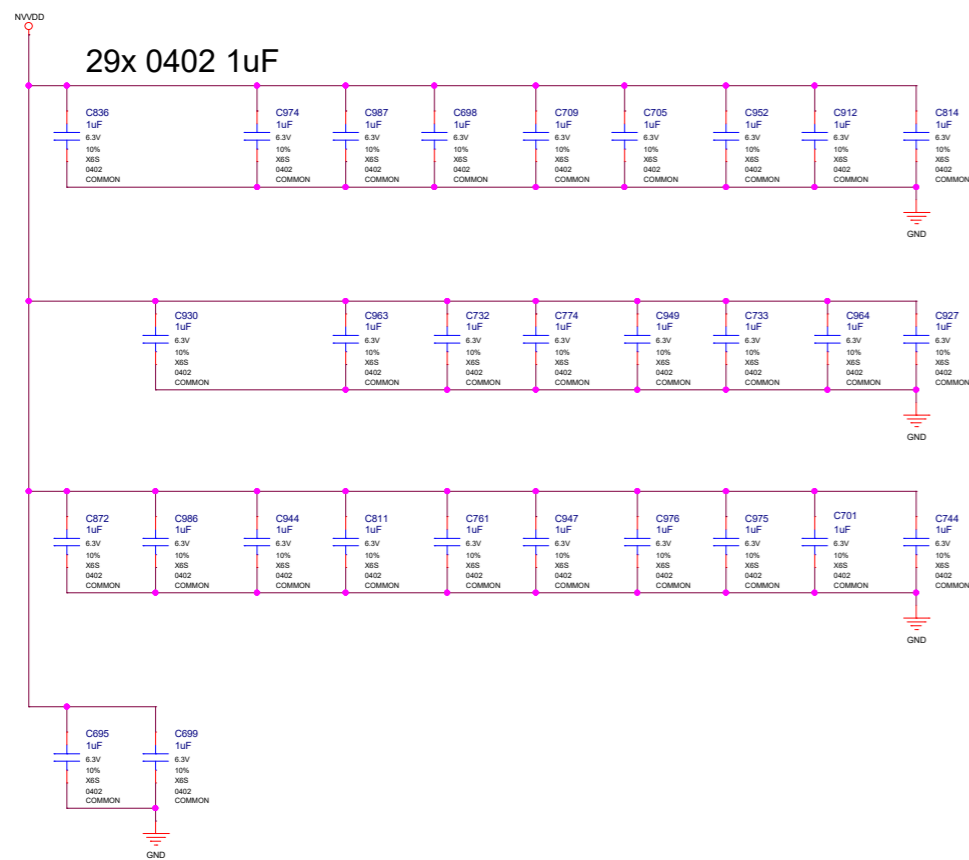 NVVDD
29x 0402 1uF
C836 C974 C987 C698 C709 C705 C952 C912 C814
1uF 1uF 1uF 1uF 1uF 1uF 1uF 1uF 1uF
6.3V 6.3V 6.3V 6.3V 6.3V 6.3V 6.3V 6.3V 6.3V
10% 10% 10% 10% 10% 10% 10% 10% 10%
X6S X6S X6S X6S X6S X6S X6S X6S X6S
0402 0402 0402 0402 0402 0402 0402 0402 0402
COMMON COMMON COMMON COMMON COMMON COMMON COMMON COMMON COMMON
GND
C930 C963 C732 C774 C949 C733 C964 C927
1uF 1uF 1uF 1uF 1uF 1uF 1uF 1uF
6.3V 6.3V 6.3V 6.3V 6.3V 6.3V 6.3V 6.3V
10% 10% 10% 10% 10% 10% 10% 10%
X6S X6S X6S X6S X6S X6S X6S X6S
0402 0402 0402 0402 0402 0402 0402 0402
COMMON COMMON COMMON COMMON COMMON COMMON COMMON COMMON
GND
C872 C986 C944 C811 C761 C947 C976 C975 C701 C744
1uF 1uF 1uF 1uF 1uF 1uF 1uF 1uF 1uF 1uF
6.3V 6.3V 6.3V 6.3V 6.3V 6.3V 6.3V 6.3V 6.3V 6.3V
10% 10% 10% 10% 10% 10% 10% 10% 10% 10%
X6S X6S X6S X6S X6S X6S X6S X6S X6S X6S
0402 0402 0402 0402 0402 0402 0402 0402 0402 0402
COMMON COMMON COMMON COMMON COMMON COMMON COMMON COMMON COMMON COMMON
GND
C695 C699
1uF 1uF
6.3V 6.3V
10% 10%
X6S X6S
0402 0402
COMMON COMMON
GND